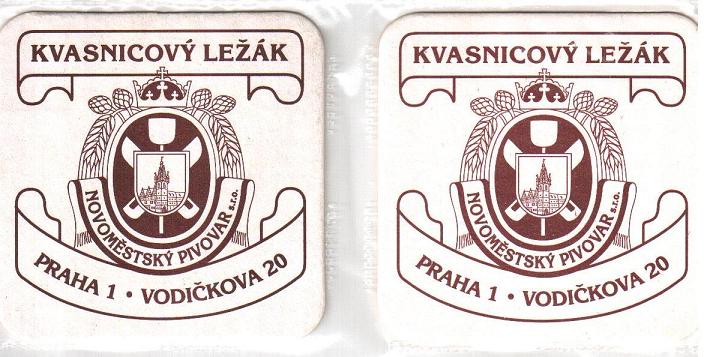 KVASNICOVÝ LEŽÁK
NOVOMĚSTSKÝ PIVOVAR s.r.o.
PRAHA 1 • VODIČKOVA 20
KVASNICOVÝ LEŽÁK
NOVOMĚSTSKÝ PIVOVAR s.r.o.
PRAHA 1 • VODIČKOVA 20